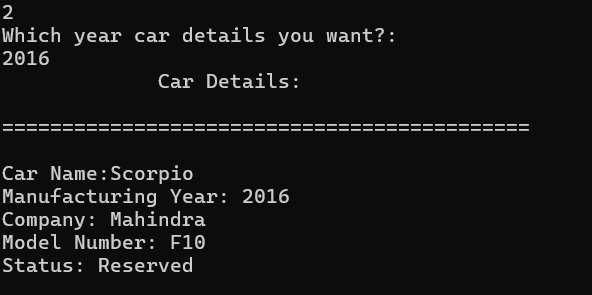 2
Which year car details you want?:
2016
Car Details:
============================================
Car Name:Scorpio
Manufacturing Year: 2016
Company: Mahindra
Model Number: F10
Status: Reserved